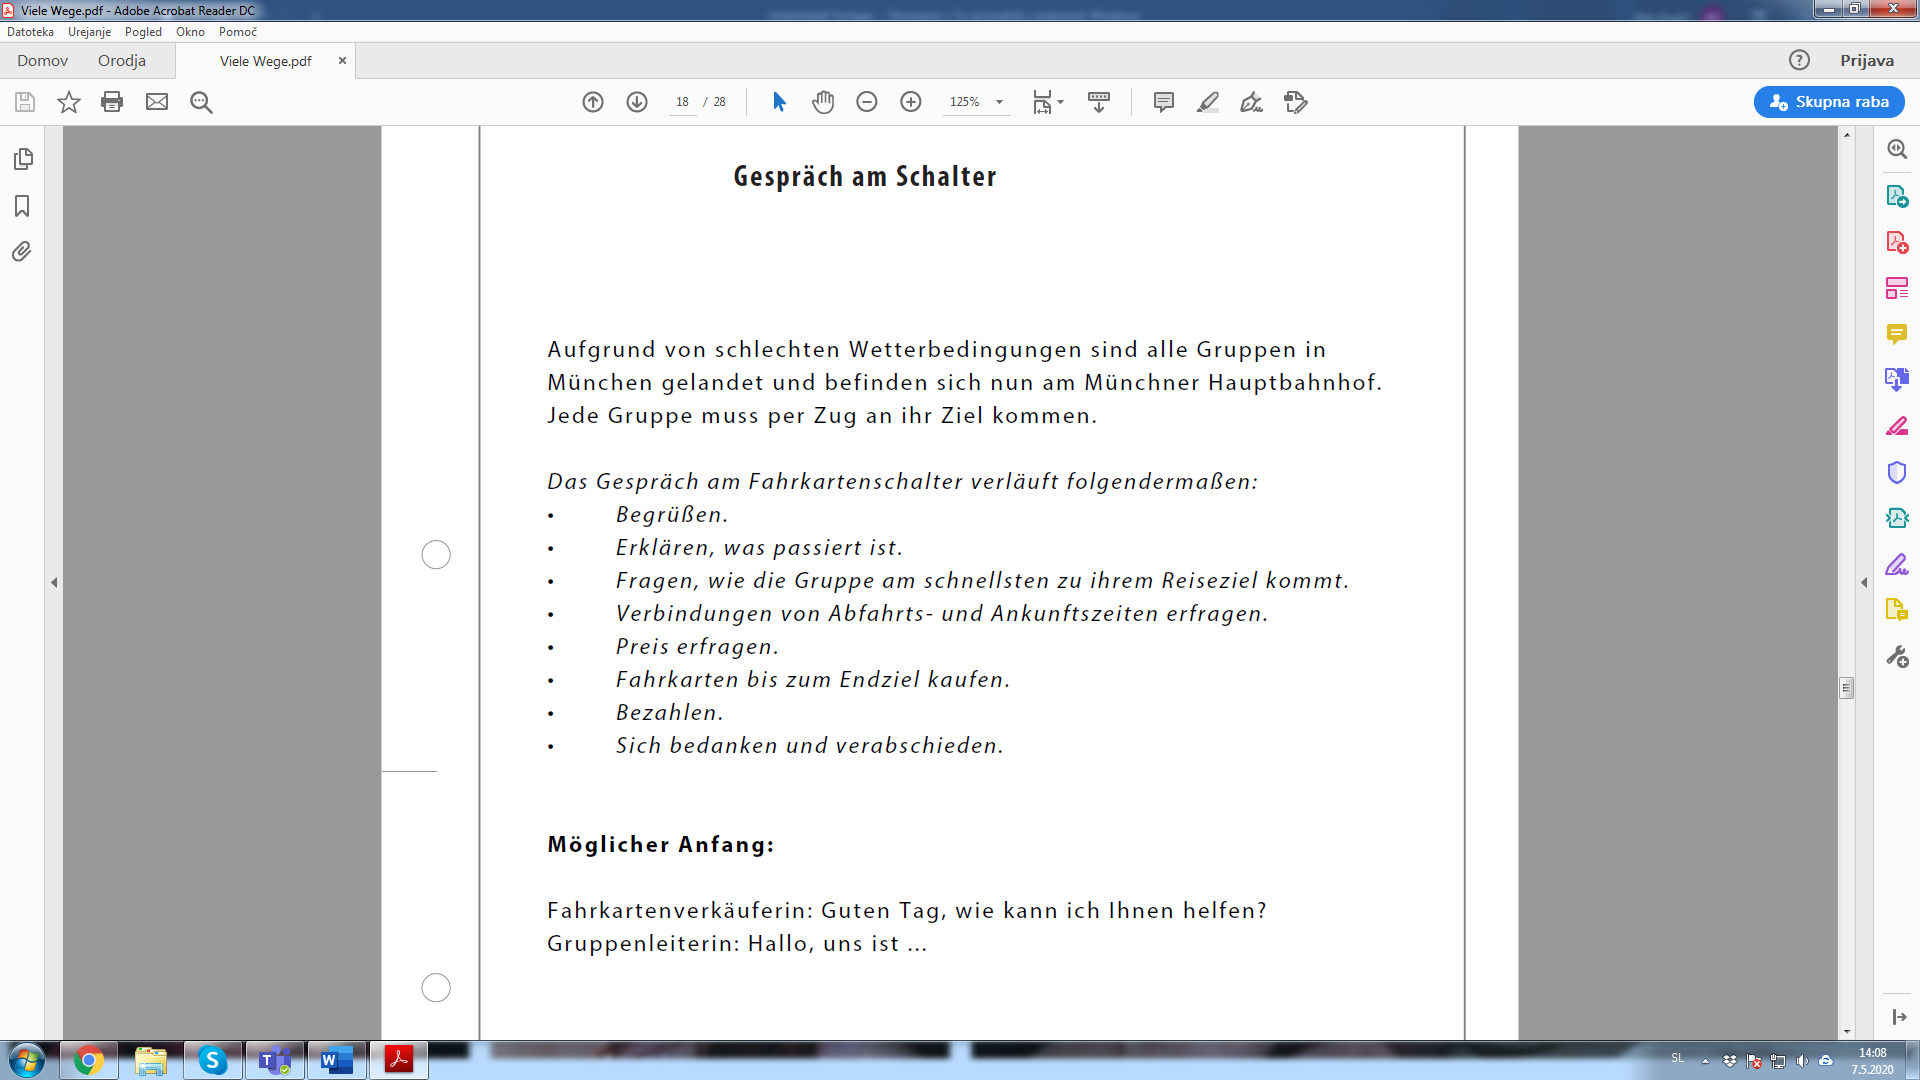 Viele Wege.pdf - Adobe Acrobat Reader DC
Datoteka Urejanje Pogled Okno Pomoč
Domov Orodja Viele Wege.pdf Prijava
18 / 28 125% Skupna raba
Gespräch am Schalter
Aufgrund von schlechten Wetterbedingungen sind alle Gruppen in
München gelandet und befinden sich nun am Münchner Hauptbahnhof.
Jede Gruppe muss per Zug an ihr Ziel kommen.
Das Gespräch am Fahrkartenschalter verläuft folgendermaßen:
• Begrüßen.
• Erklären, was passiert ist.
• Fragen, wie die Gruppe am schnellsten zu ihrem Reiseziel kommt.
• Verbindungen von Abfahrts- und Ankunftszeiten erfragen.
• Preis erfragen.
• Fahrkarten bis zum Endziel kaufen.
• Bezahlen.
• Sich bedanken und verabschieden.
Möglicher Anfang:
Fahrkartenverkäuferin: Guten Tag, wie kann ich Ihnen helfen?
Gruppenleiterin: Hallo, uns ist ...
SL 14:08
7.5.2020